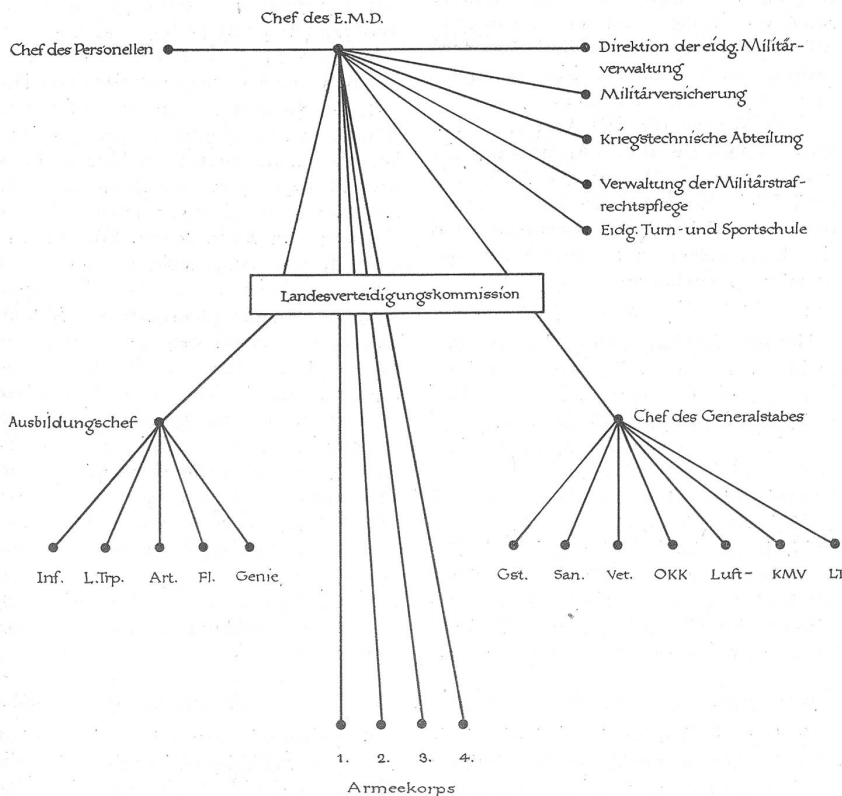 Chef des E.M.D.
Chef des Personellen
Direktion der eidg. Militär-
verwaltung
Militärversicherung
Kriegstechnische Abteilung
Verwaltung der Militärstraf-
rechtspflege
Eidg. Turn- und Sportschule
Landesverteidigungskommission
Ausbildungschef
Chef des Generalstabes
Inf. L.Trp. Art. Fl. Genie
Gst. San. Vet. OKK Luft- KMV LT
1. 2. 3. 4.
Armeekorps